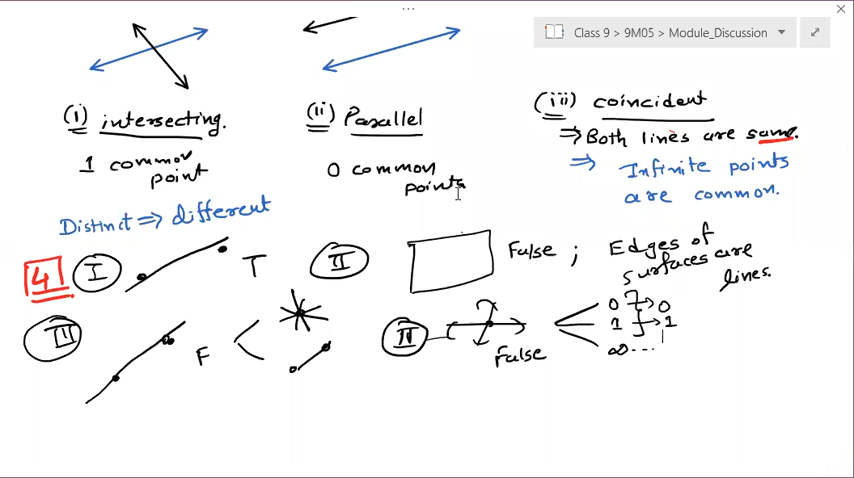 Class 9 > 9M05 > Module_Discussion
(i) intersecting.
1 common
point
(ii) Parallel
0 common
points
(iii) coincident
⇒ Both lines are same.
⇒ Infinite points
are common.
Distinct ⇒ different
4 I T
II False ; Edges of
surfaces are
lines.
III F
IV False
0 → 0
1 → 1
∞ ...